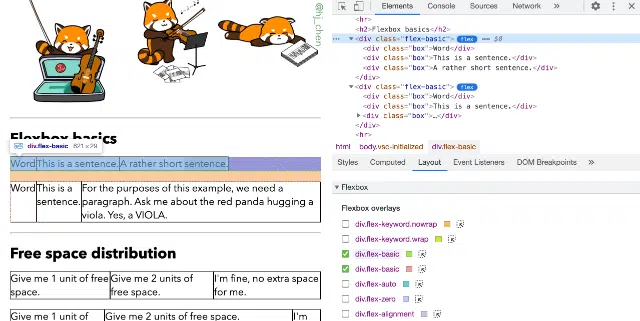 @hj_chen
Flexbox basics
div.flex-basic 621 × 29
Word This is a sentence. A rather short sentence.
Word This is a sentence. For the purposes of this example, we need a
paragraph. Ask me about the red panda hugging a
viola. Yes, a VIOLA.
Free space distribution
Give me 1 unit of free space. Give me 2 units of free space. I'm fine, no extra space for me.
Give me 1 unit of Give me 2 units of free space. I'm
Elements Console Sources Network »
<hr>
<h2>Flexbox basics</h2>
<div class="flex-basic"> flex == $0
<div class="box">Word</div>
<div class="box">This is a sentence.</div>
<div class="box">A rather short sentence.</div>
</div>
<div class="flex-basic"> flex
<div class="box">Word</div>
<div class="box">This is a sentence.</div>
<div class="box">…</div>
</div>
<hr>
html body.vsc-initialized div.flex-basic
Styles Computed Layout Event Listeners DOM Breakpoints »
Flexbox
Flexbox overlays
div.flex-keyword.nowrap
div.flex-keyword.wrap
div.flex-basic
div.flex-basic
div.flex-auto
div.flex-zero
div.flex-alignment